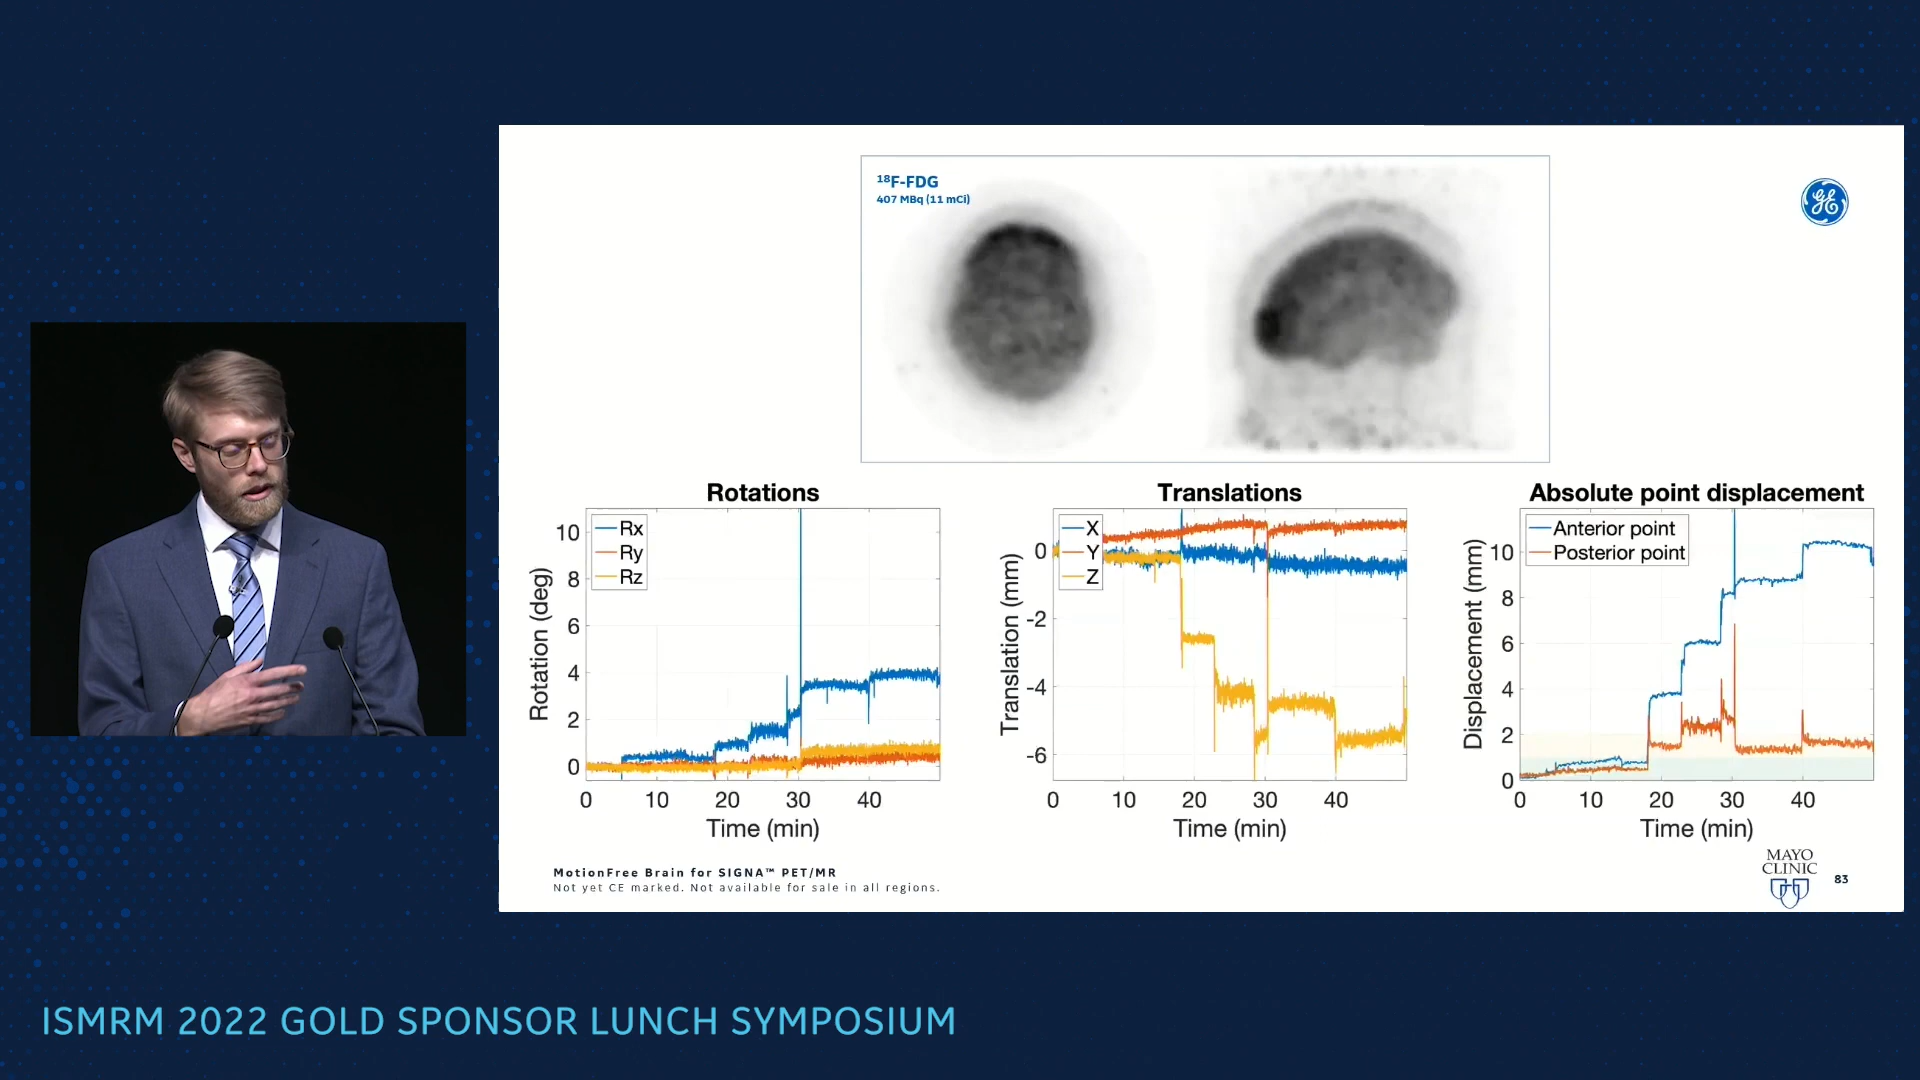 ¹⁸F-FDG
407 MBq (11 mCi)
GE
Rotations
Rx
Ry
Rz
10
8
6
4
2
0
Rotation (deg)
0 10 20 30 40
Time (min)
Translations
X
Y
Z
0
-2
-4
-6
Translation (mm)
0 10 20 30 40
Time (min)
Absolute point displacement
Anterior point
Posterior point
10
8
6
4
2
0
Displacement (mm)
0 10 20 30 40
Time (min)
MotionFree Brain for SIGNA™ PET/MR
Not yet CE marked. Not available for sale in all regions.
MAYO
CLINIC
83
ISMRM 2022 GOLD SPONSOR LUNCH SYMPOSIUM